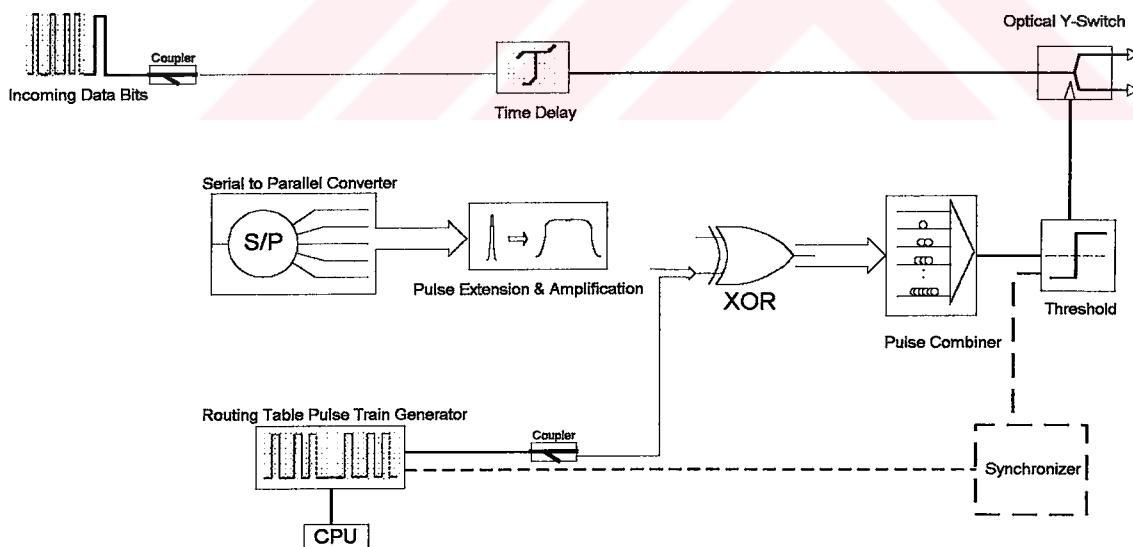 Optical Y-Switch
Coupler
Incoming Data Bits
Time Delay
Serial to Parallel Converter
S/P
Pulse Extension & Amplification
XOR
Pulse Combiner
Threshold
Routing Table Pulse Train Generator
Coupler
Synchronizer
CPU